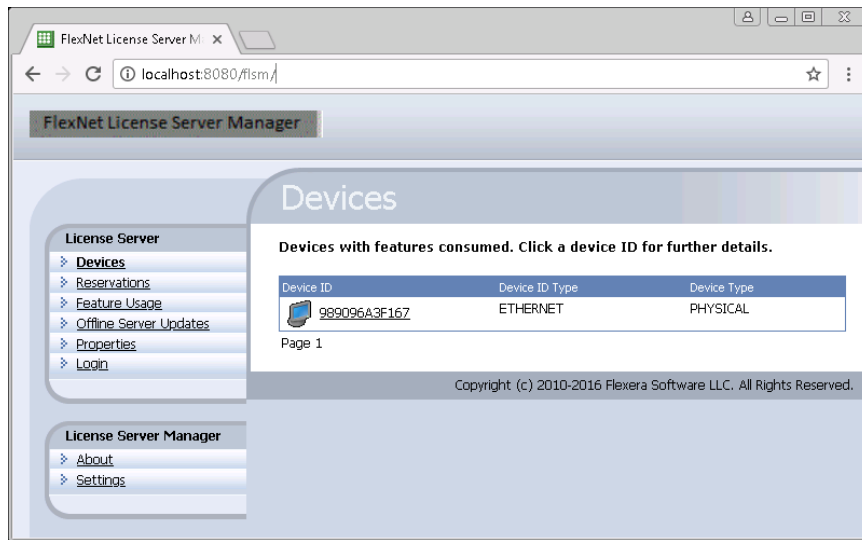 FlexNet License Server M
localhost:8080/flsm/
FlexNet License Server Manager
Devices
License Server
Devices
Reservations
Feature Usage
Offline Server Updates
Properties
Login
Devices with features consumed. Click a device ID for further details.
Device ID Device ID Type Device Type
989096A3F167 ETHERNET PHYSICAL
Page 1
Copyright (c) 2010-2016 Flexera Software LLC. All Rights Reserved.
License Server Manager
About
Settings